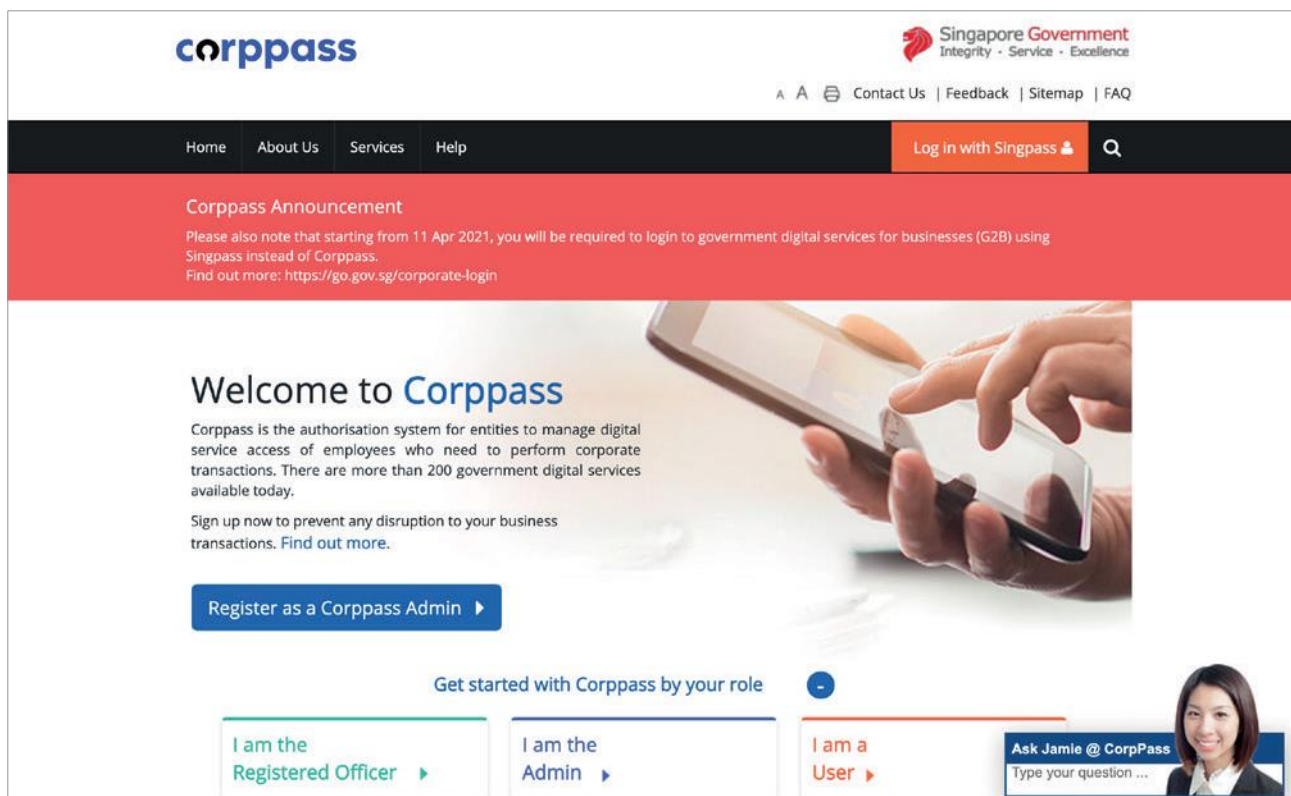 corppass
Singapore Government
Integrity · Service · Excellence
A A Contact Us | Feedback | Sitemap | FAQ
Home About Us Services Help Log in with Singpass
Corppass Announcement
Please also note that starting from 11 Apr 2021, you will be required to login to government digital services for businesses (G2B) using
Singpass instead of Corppass.
Find out more: https://go.gov.sg/corporate-login
Welcome to Corppass
Corppass is the authorisation system for entities to manage digital
service access of employees who need to perform corporate
transactions. There are more than 200 government digital services
available today.
Sign up now to prevent any disruption to your business
transactions. Find out more.
Register as a Corppass Admin
Get started with Corppass by your role -
I am the
Registered Officer
I am the
Admin
I am a
User
Ask Jamie @ CorpPass
Type your question ...